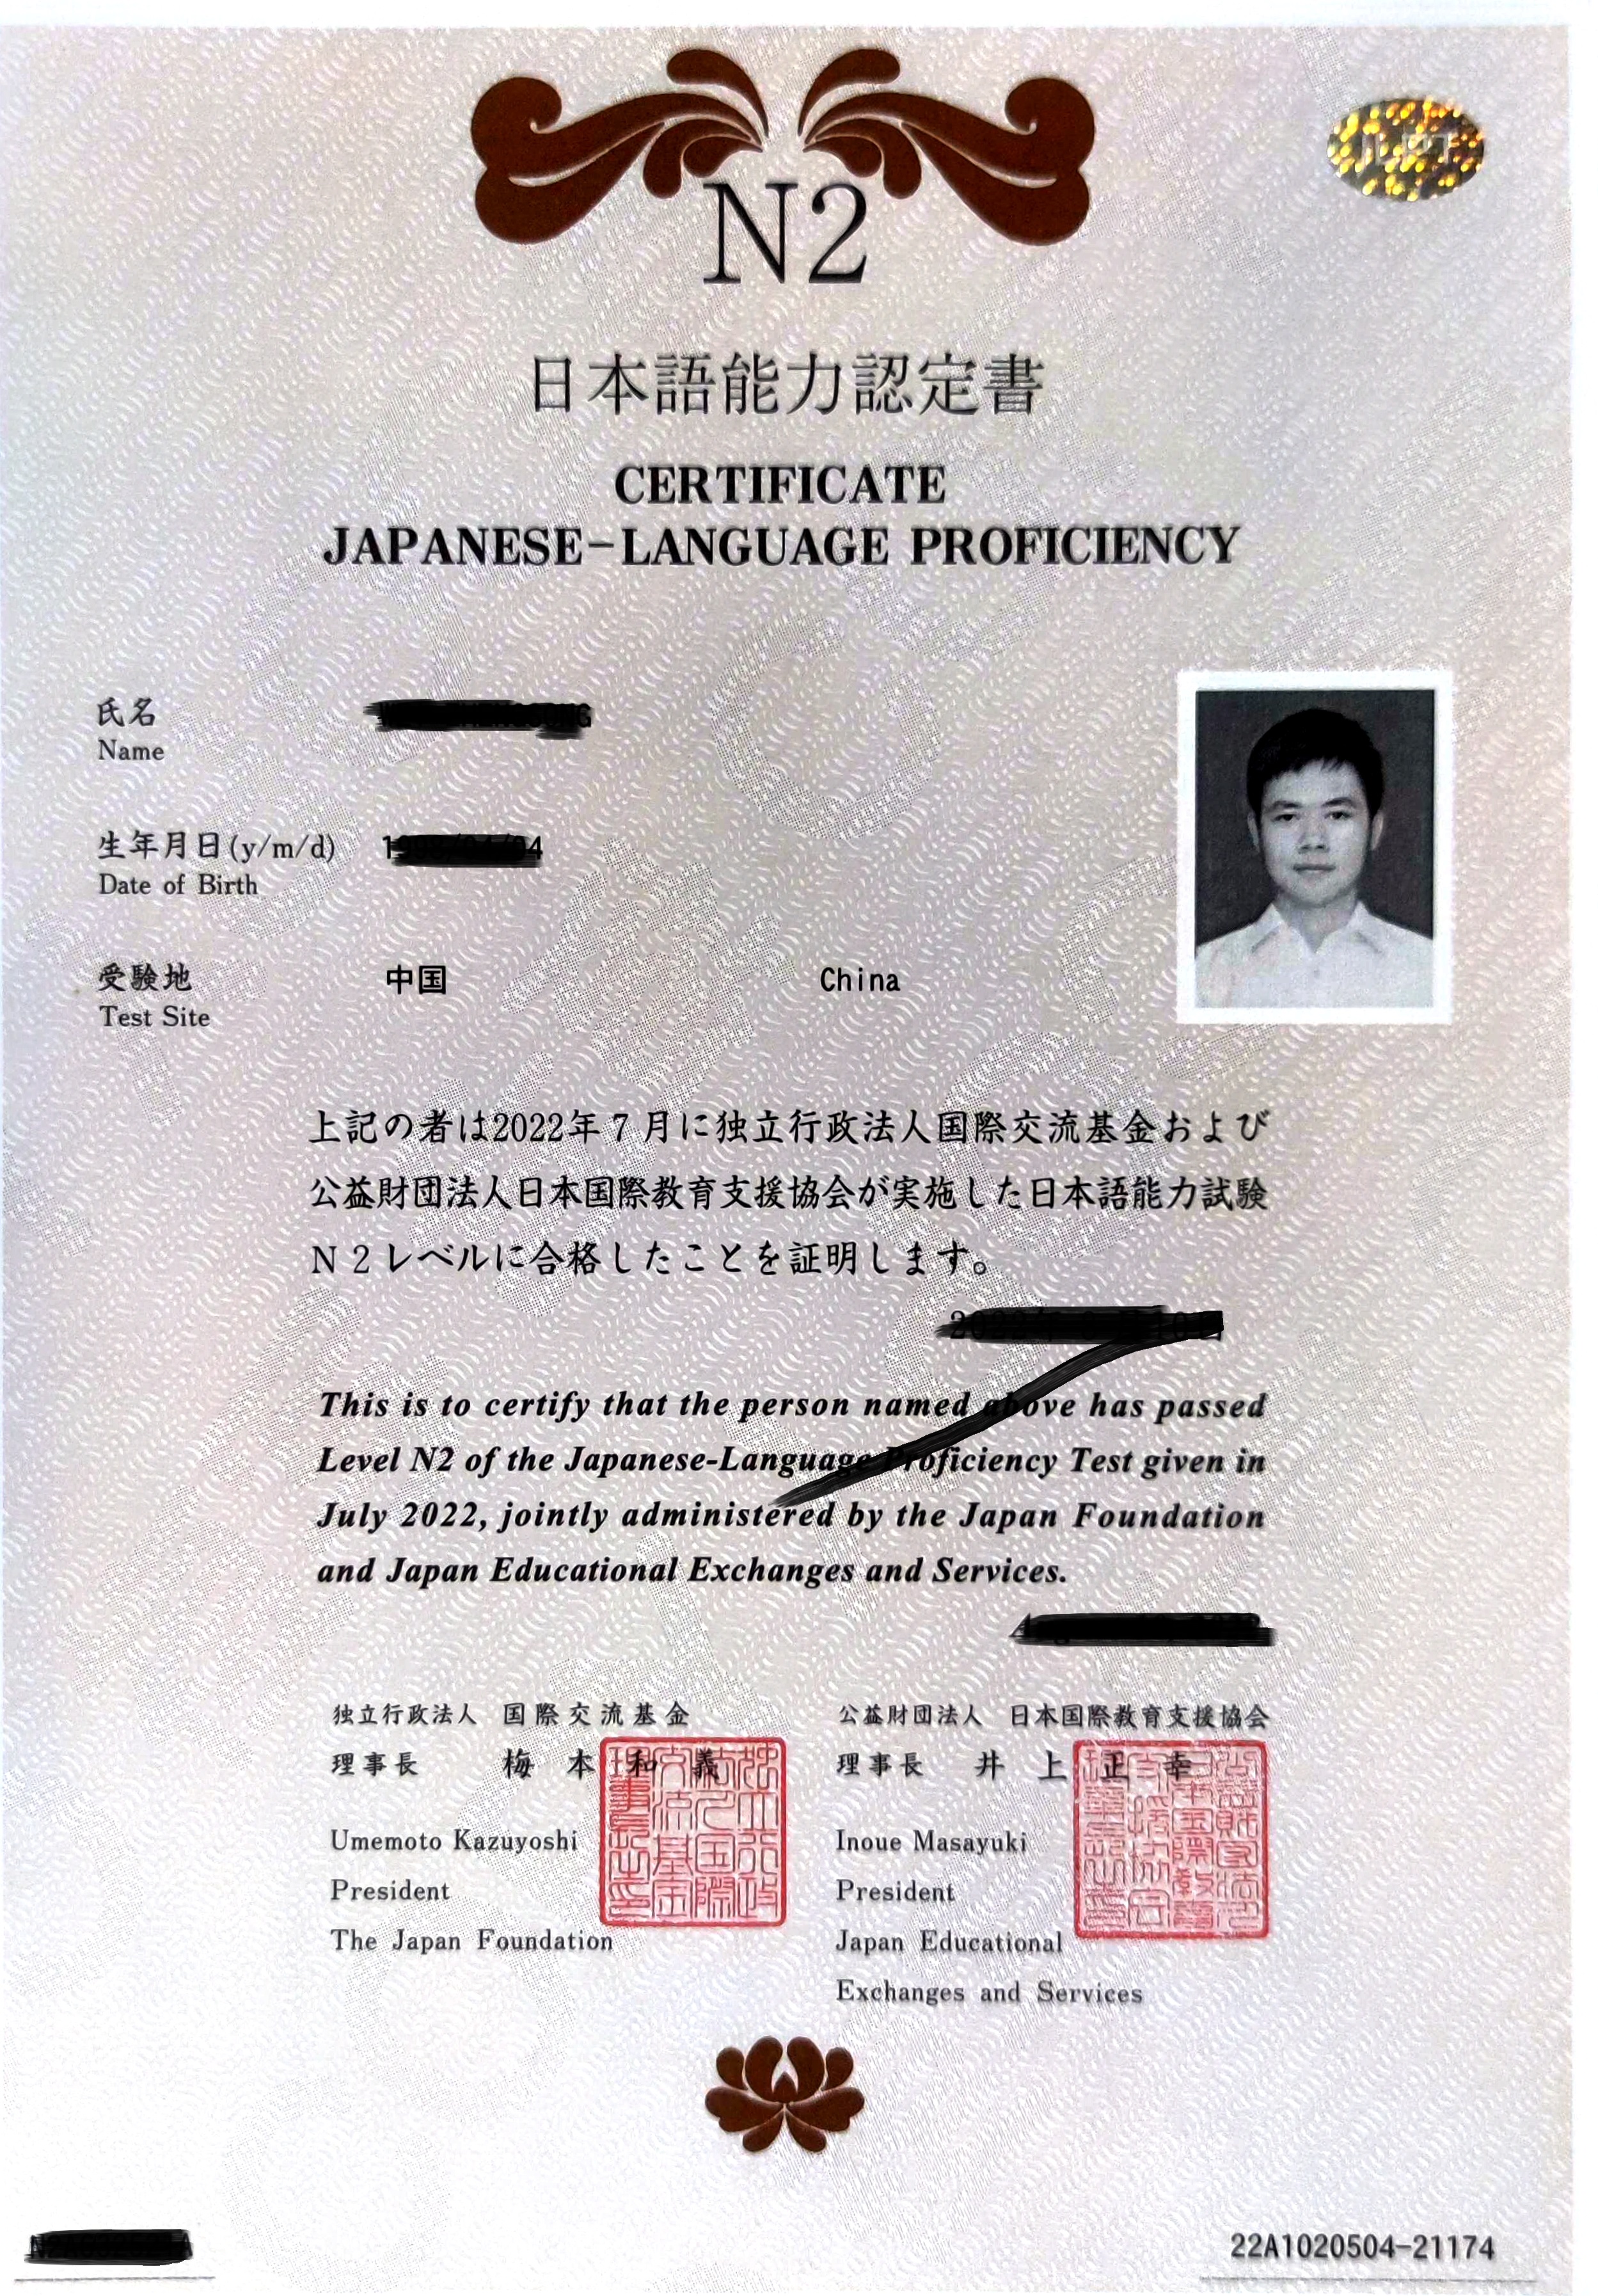 N2
日本語能力認定書
CERTIFICATE
JAPANESE-LANGUAGE PROFICIENCY
氏名
Name
生年月日(y/m/d)
Date of Birth
受験地 中国 China
Test Site
上記の者は2022年7月に独立行政法人国際交流基金および
公益財団法人日本国際教育支援協会が実施した日本語能力試験
N2レベルに合格したことを証明します。
This is to certify that the person named above has passed
Level N2 of the Japanese-Language Proficiency Test given in
July 2022, jointly administered by the Japan Foundation
and Japan Educational Exchanges and Services.
独立行政法人 国際交流基金
理事長 梅本和義
Umemoto Kazuyoshi
President
The Japan Foundation
公益財団法人 日本国際教育支援協会
理事長 井上正幸
Inoue Masayuki
President
Japan Educational
Exchanges and Services
22A1020504-21174